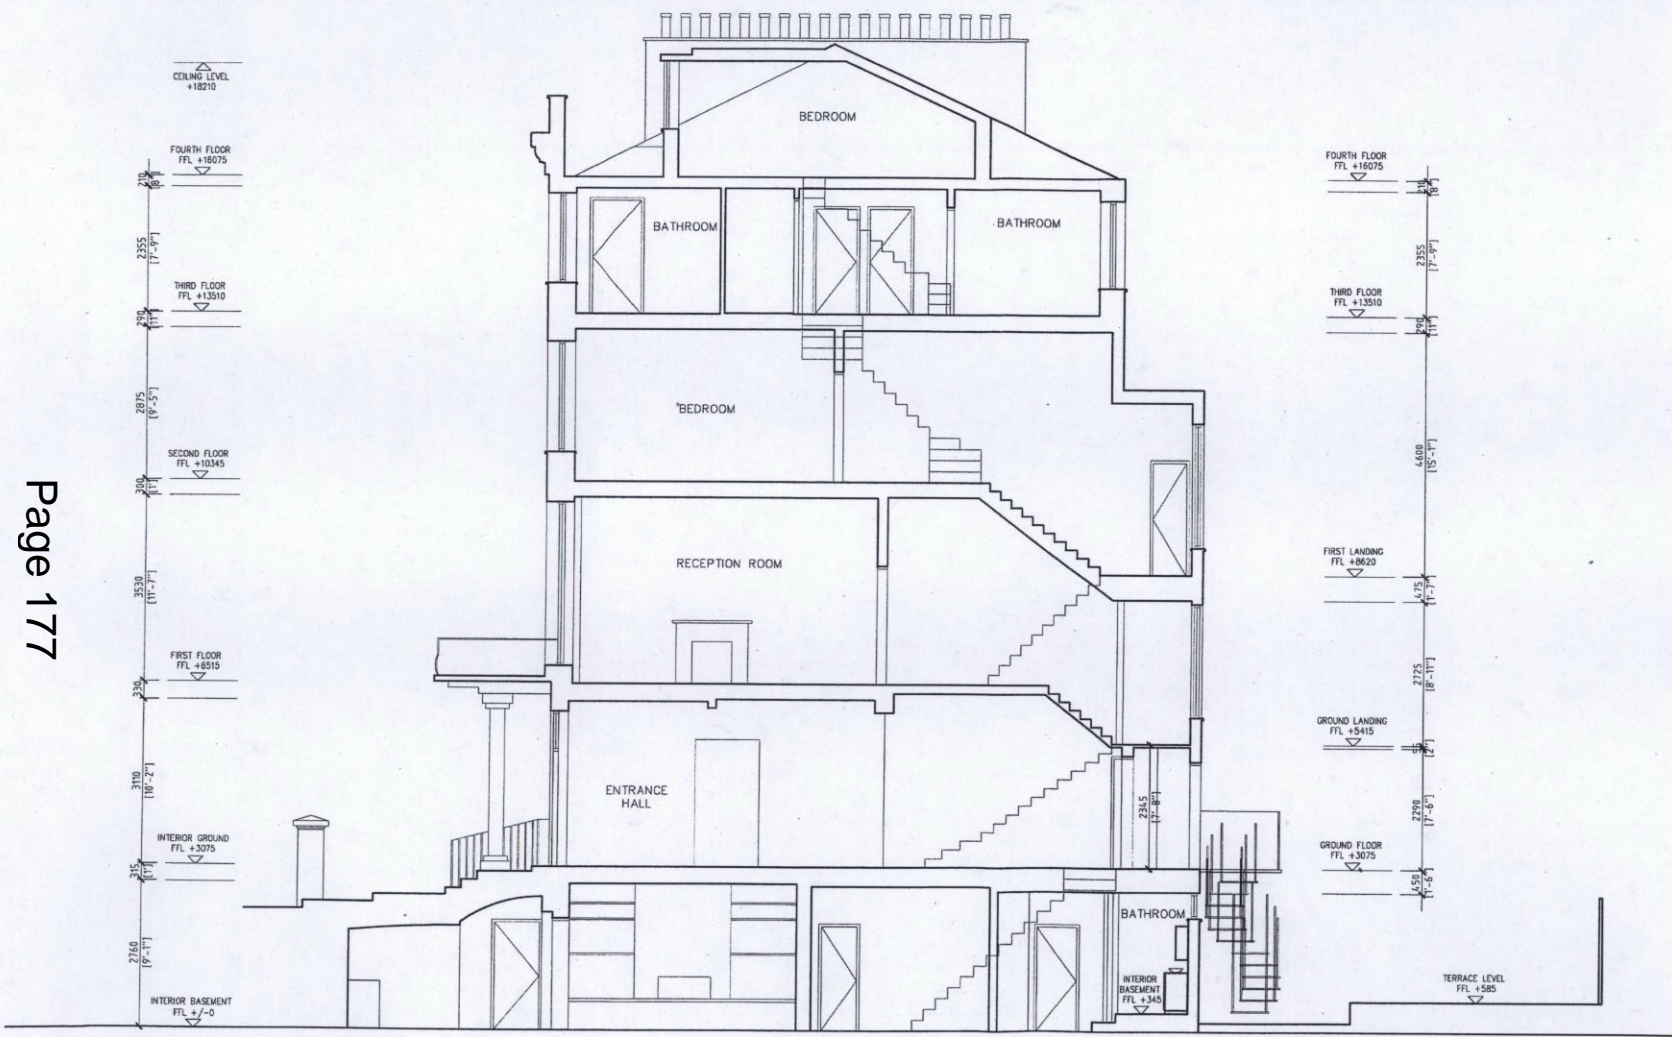 CEILING LEVEL
+18210
FOURTH FLOOR
FFL +16075
210
[8"]
2355
[7'-9"]
THIRD FLOOR
FFL +13510
290
[11"]
2875
[9'-5"]
SECOND FLOOR
FFL +10345
300
[1']
3530
[11'-7"]
FIRST FLOOR
FFL +6515
330
3110
[10'-2"]
INTERIOR GROUND
FFL +3075
315
[1']
2760
[9'-1"]
INTERIOR BASEMENT
FFL +/-0
Page 177
BEDROOM
BATHROOM
BATHROOM
BEDROOM
RECEPTION ROOM
ENTRANCE
HALL
2345
[7'-8"]
BATHROOM
INTERIOR
BASEMENT
FFL +345
FOURTH FLOOR
FFL +16075
210
[8"]
2355
[7'-9"]
THIRD FLOOR
FFL +13510
290
[11"]
4600
[15'-1"]
FIRST LANDING
FFL +8620
475
[1'-7"]
2725
[8'-11"]
GROUND LANDING
FFL +5415
[2"]
2290
[7'-6"]
GROUND FLOOR
FFL +3075
450
[1'-6"]
TERRACE LEVEL
FFL +585